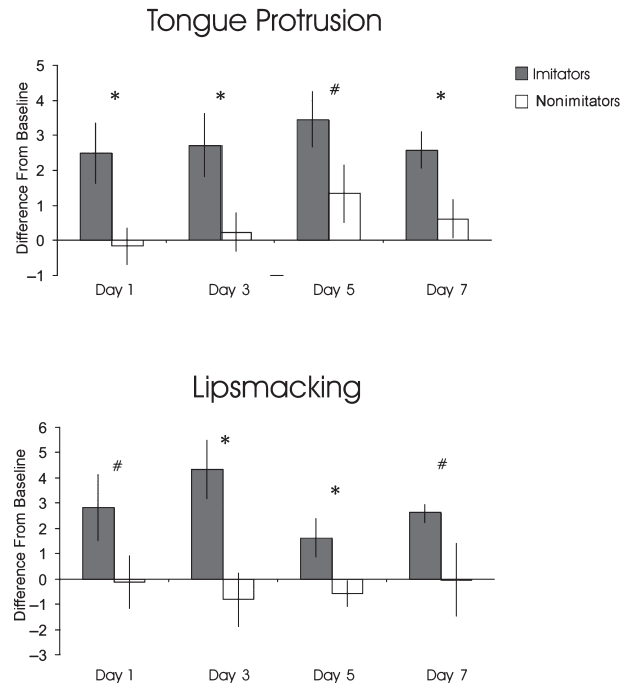 Tongue Protrusion
Difference From Baseline
5
4
3
2
1
0
–1
* * # *
Day 1 Day 3 Day 5 Day 7
Imitators
Nonimitators
Lipsmacking
Difference From Baseline
6
5
4
3
2
1
0
–1
–2
–3
# * * #
Day 1 Day 3 Day 5 Day 7